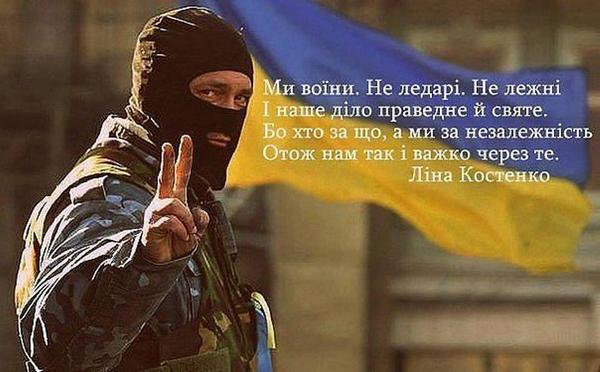 Ми воїни. Не ледарі. Не лежні
І наше діло праведне й святе.
Бо хто за що, а ми за незалежність
Отож нам так і важко через те.
Ліна Костенко